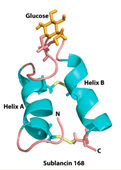 Glucose
Helix B
Helix A
N
C
Sublancin 168